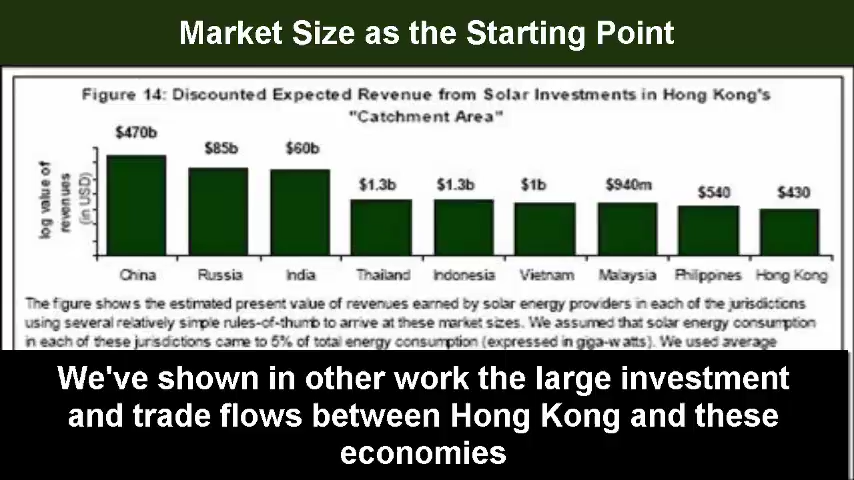 Market Size as the Starting Point
Figure 14: Discounted Expected Revenue from Solar Investments in Hong Kong's
"Catchment Area"
$470b
$85b
$60b
$1.3b
$1.3b
$1b
$940m
$540
$430
log value of
revenues
(in USD)
China
Russia
India
Thailand
Indonesia
Vietnam
Malaysia
Philippines
Hong Kong
The figure shows the estimated present value of revenues earned by solar energy providers in each of the jurisdictions
using several relatively simple rules-of-thumb to arrive at these market sizes. We assumed that solar energy consumption
in each of these jurisdictions came to 5% of total energy consumption (expressed in giga-watts). We used average
We've shown in other work the large investment
and trade flows between Hong Kong and these
economies